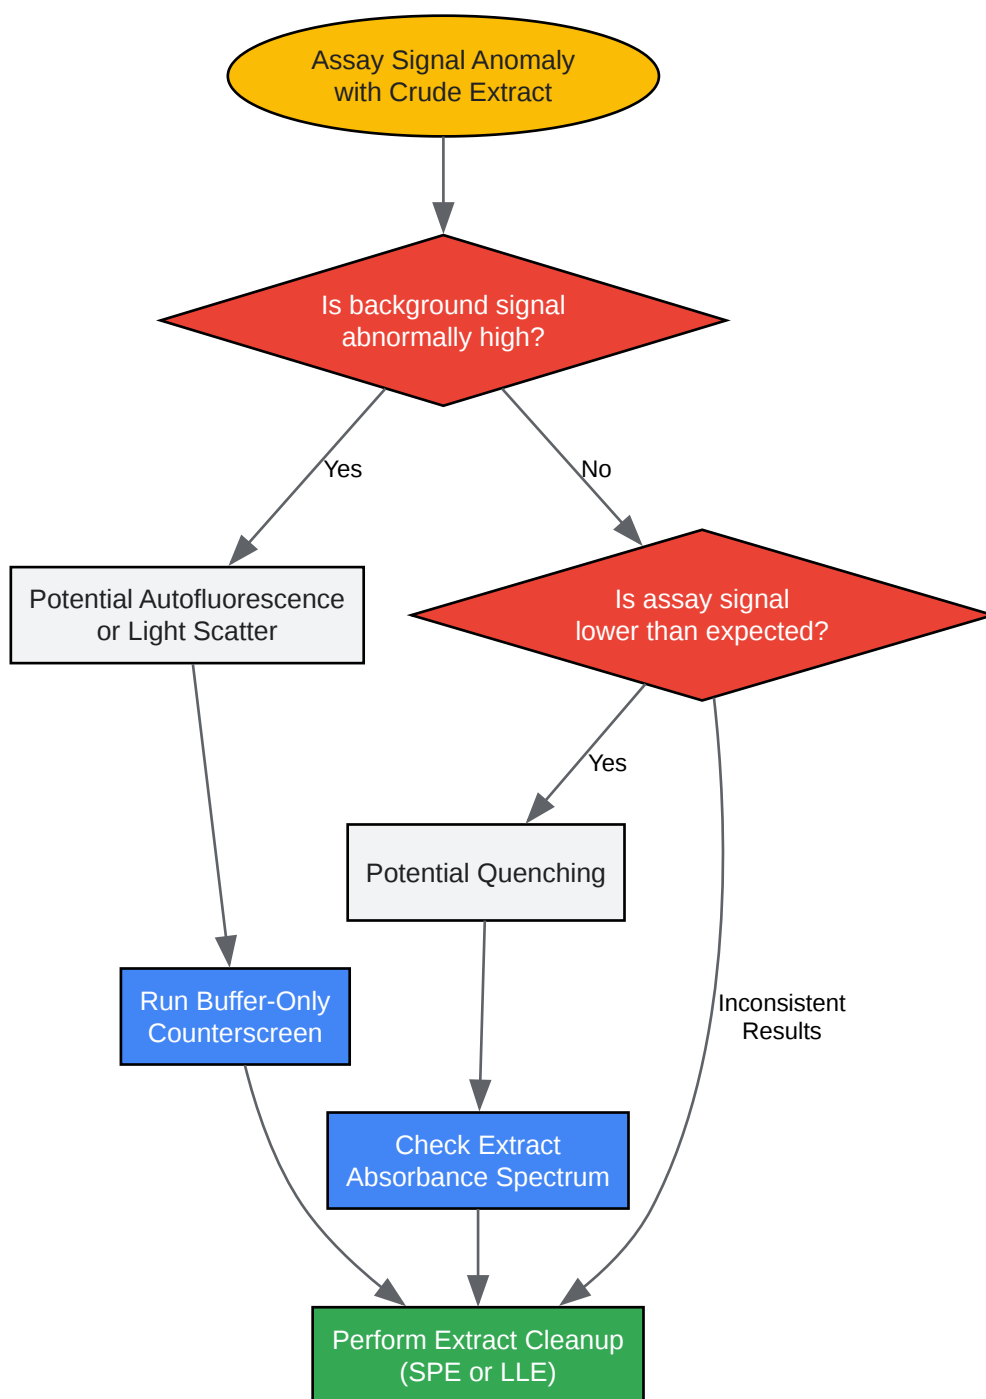 Assay Signal Anomaly
with Crude Extract
Is background signal
abnormally high?
Yes
No
Potential Autofluorescence
or Light Scatter
Is assay signal
lower than expected?
Yes
Potential Quenching
Run Buffer-Only
Counterscreen
Inconsistent
Results
Check Extract
Absorbance Spectrum
Perform Extract Cleanup
(SPE or LLE)